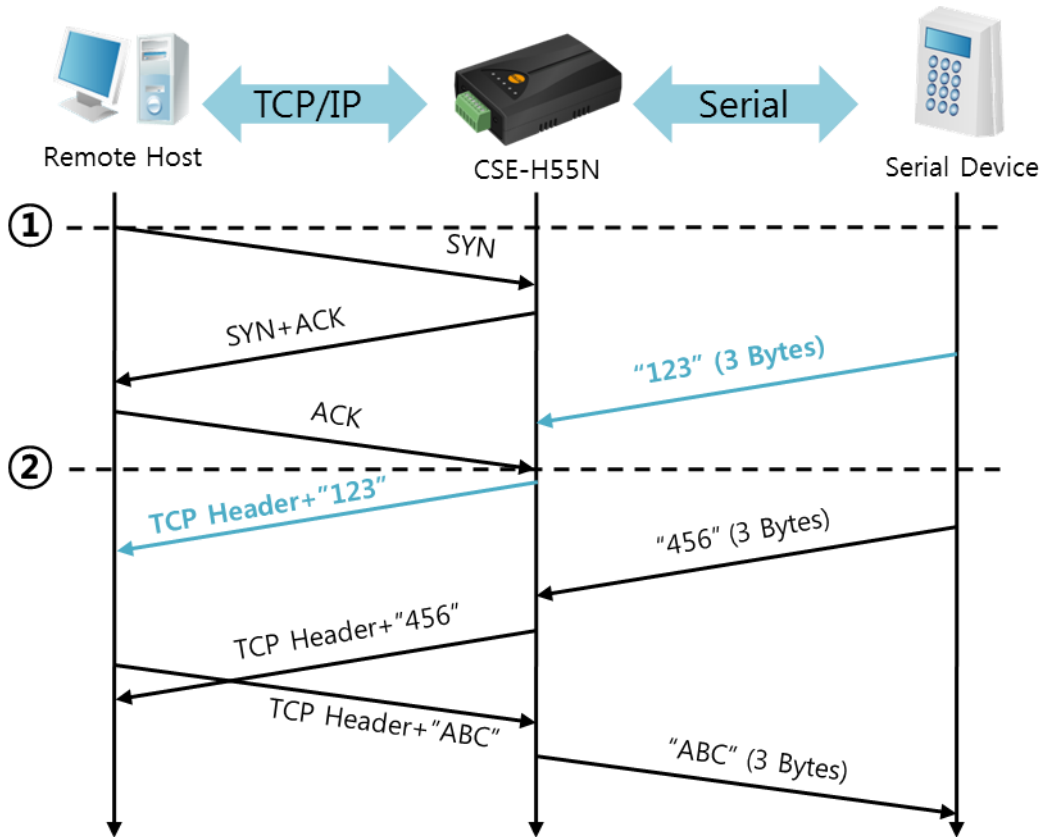 TCP/IP
Serial
Remote Host
CSE-H55N
Serial Device
①
SYN
SYN+ACK
“123” (3 Bytes)
ACK
②
TCP Header+”123”
“456” (3 Bytes)
TCP Header+”456”
TCP Header+”ABC”
“ABC” (3 Bytes)